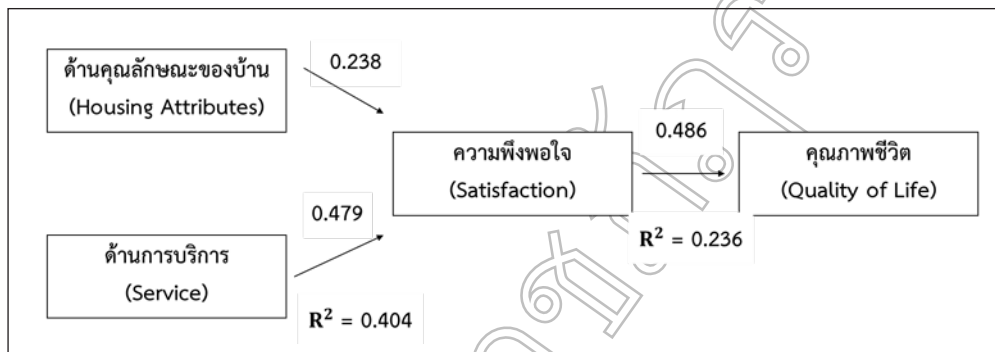 ด้านคุณลักษณะของบ้าน
(Housing Attributes)
0.238
ความพึงพอใจ
(Satisfaction)
0.486
คุณภาพชีวิต
(Quality of Life)
0.479
R² = 0.236
ด้านการบริการ
(Service)
R² = 0.404